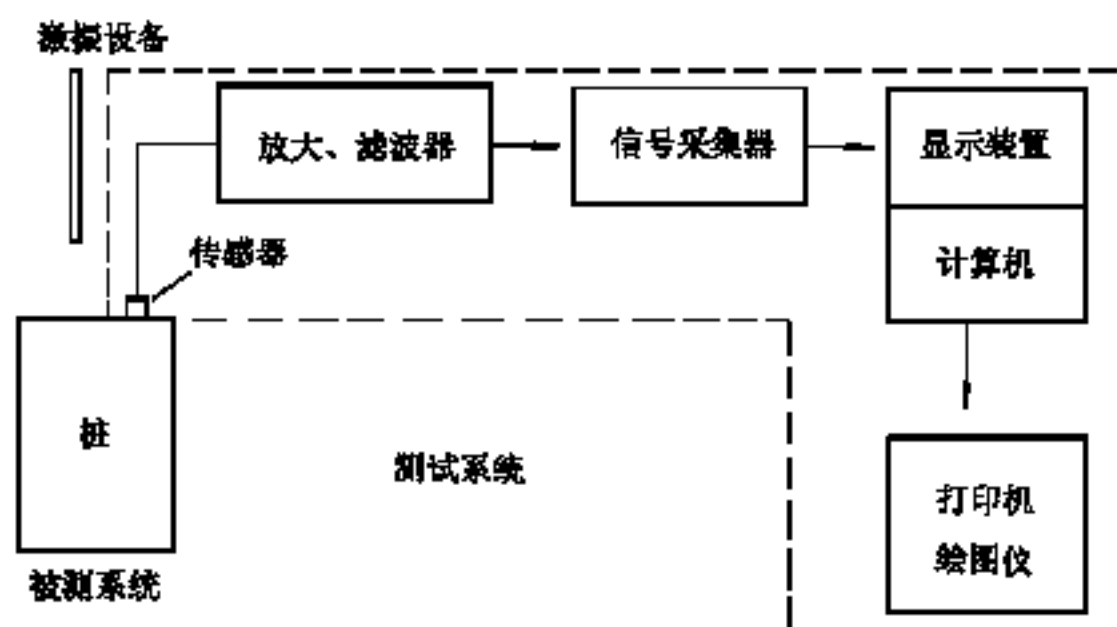 激振设备
放大、滤波器
信号采集器
显示装置
传感器
计算机
桩
测试系统
打印机
绘图仪
被测系统